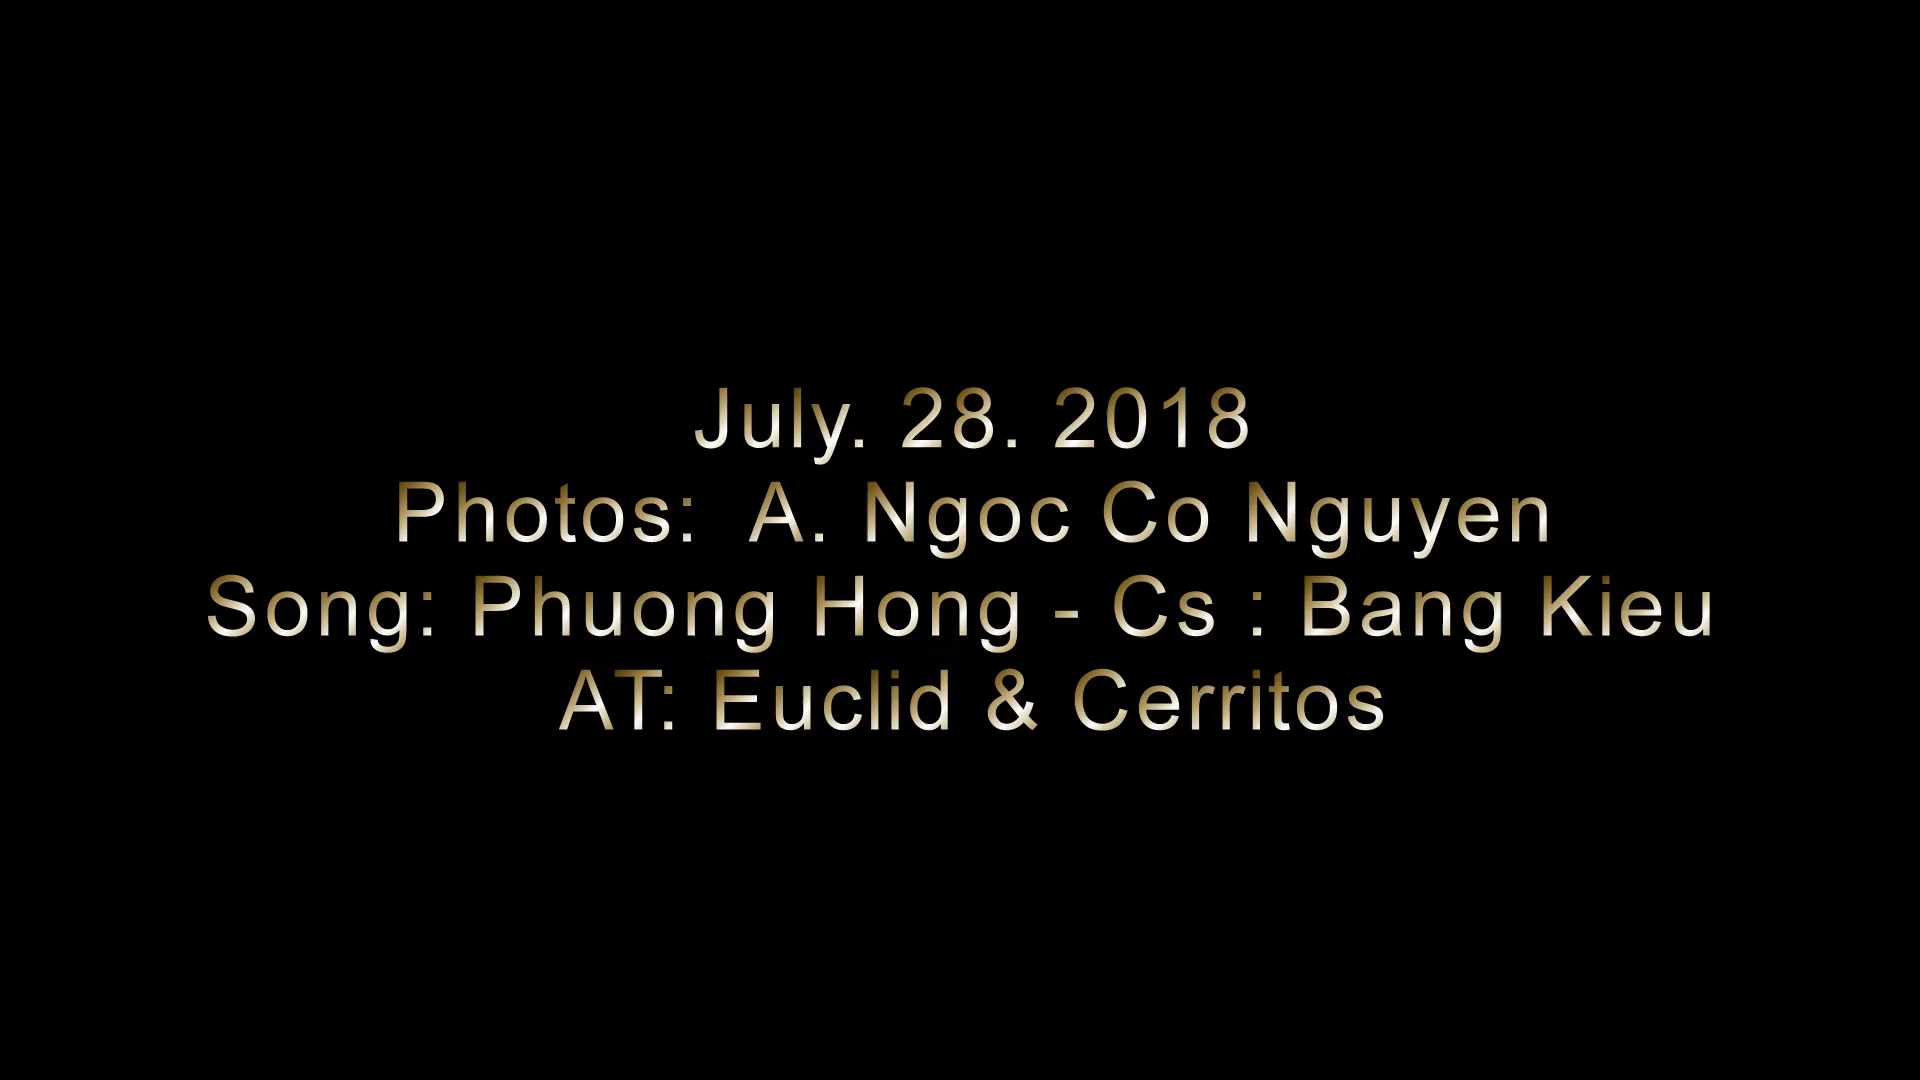 July. 28. 2018
Photos:  A. Ngoc Co Nguyen
Song: Phuong Hong - Cs : Bang Kieu
AT: Euclid & Cerritos